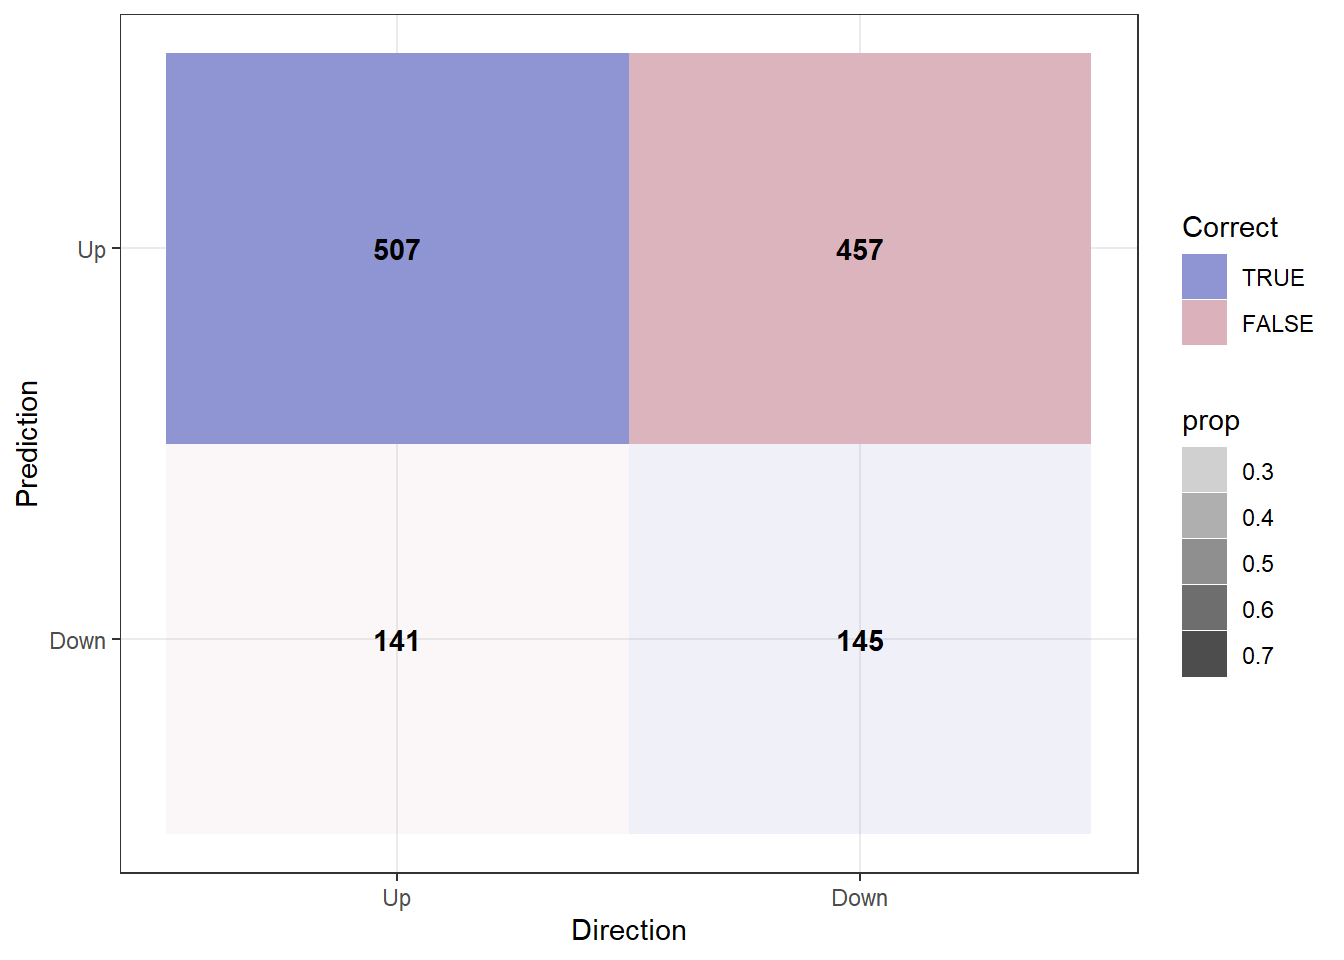 507 457
Up
141 145
Down
Up Down
Direction
Prediction
Correct
TRUE
FALSE
prop
0.3
0.4
0.5
0.6
0.7